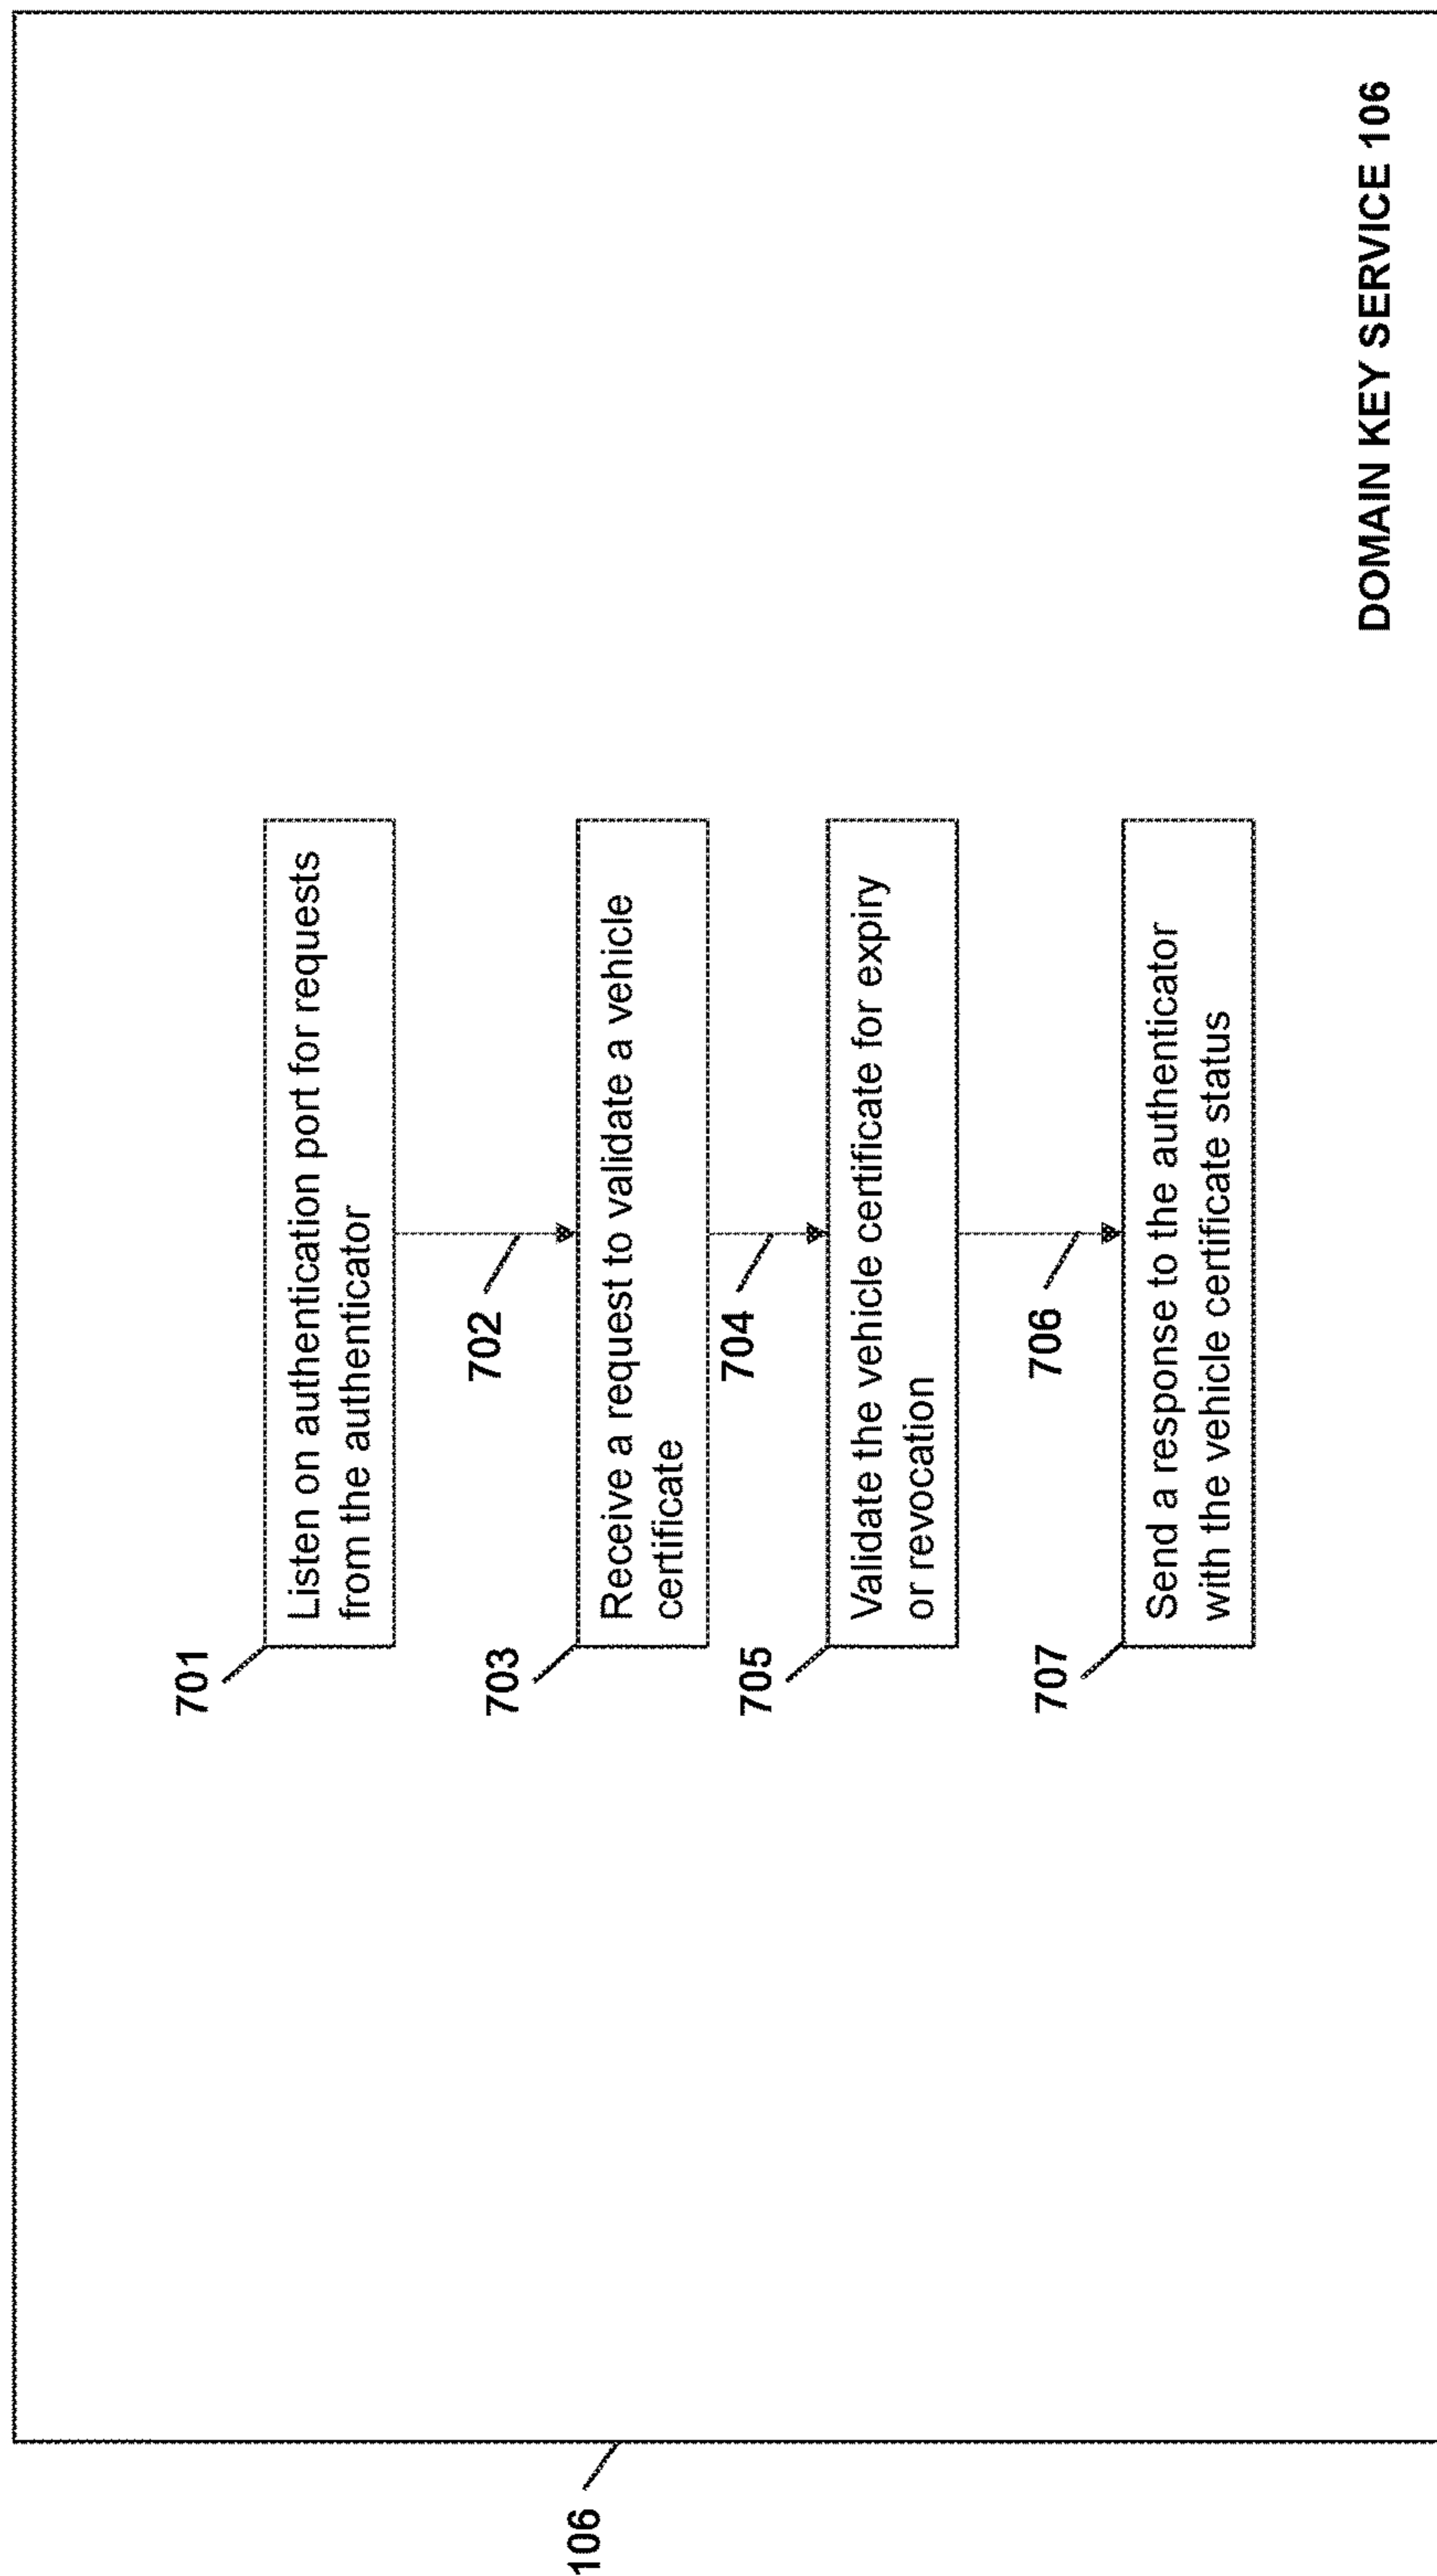 701
Listen on authentication port for requests
from the authenticator
702
703
Receive a request to validate a vehicle
certificate
704
705
Validate the vehicle certificate for expiry
or revocation
706
707
Send a response to the authenticator
with the vehicle certificate status
106
DOMAIN KEY SERVICE 106